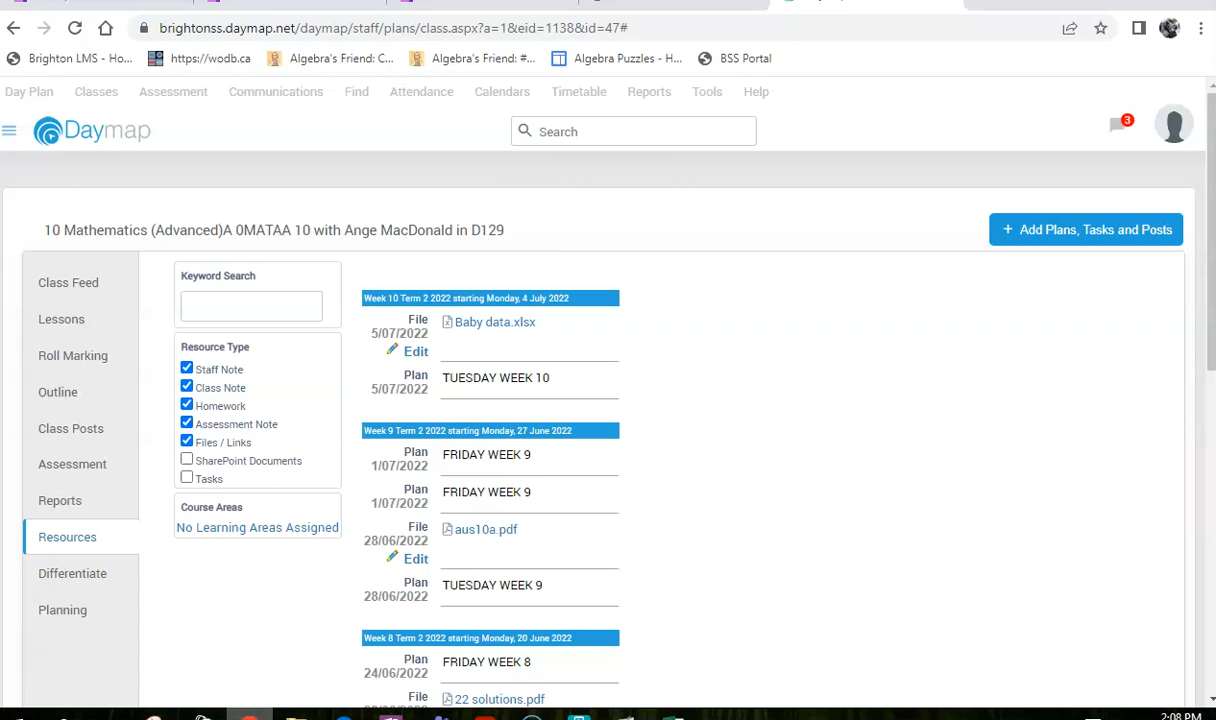 brightonss.daymap.net/daymap/staff/plans/class.aspx?a=1&eid=1138&id=47#
Brighton LMS - Ho... https://wodb.ca Algebra's Friend: C... Algebra's Friend: #... Algebra Puzzles - H... BSS Portal
Day Plan Classes Assessment Communications Find Attendance Calendars Timetable Reports Tools Help
Daymap Search 3
10 Mathematics (Advanced)A 0MATAA 10 with Ange MacDonald in D129 + Add Plans, Tasks and Posts
Class Feed
Lessons
Roll Marking
Outline
Class Posts
Assessment
Reports
Resources
Differentiate
Planning
Keyword Search
Resource Type
Staff Note
Class Note
Homework
Assessment Note
Files / Links
SharePoint Documents
Tasks
Course Areas
No Learning Areas Assigned
Week 10 Term 2 2022 starting Monday, 4 July 2022
File Baby data.xlsx
5/07/2022
Edit
Plan TUESDAY WEEK 10
5/07/2022
Week 9 Term 2 2022 starting Monday, 27 June 2022
Plan FRIDAY WEEK 9
1/07/2022
Plan FRIDAY WEEK 9
1/07/2022
File aus10a.pdf
28/06/2022
Edit
Plan TUESDAY WEEK 9
28/06/2022
Week 8 Term 2 2022 starting Monday, 20 June 2022
Plan FRIDAY WEEK 8
24/06/2022
File 22 solutions.pdf
2:08 PM